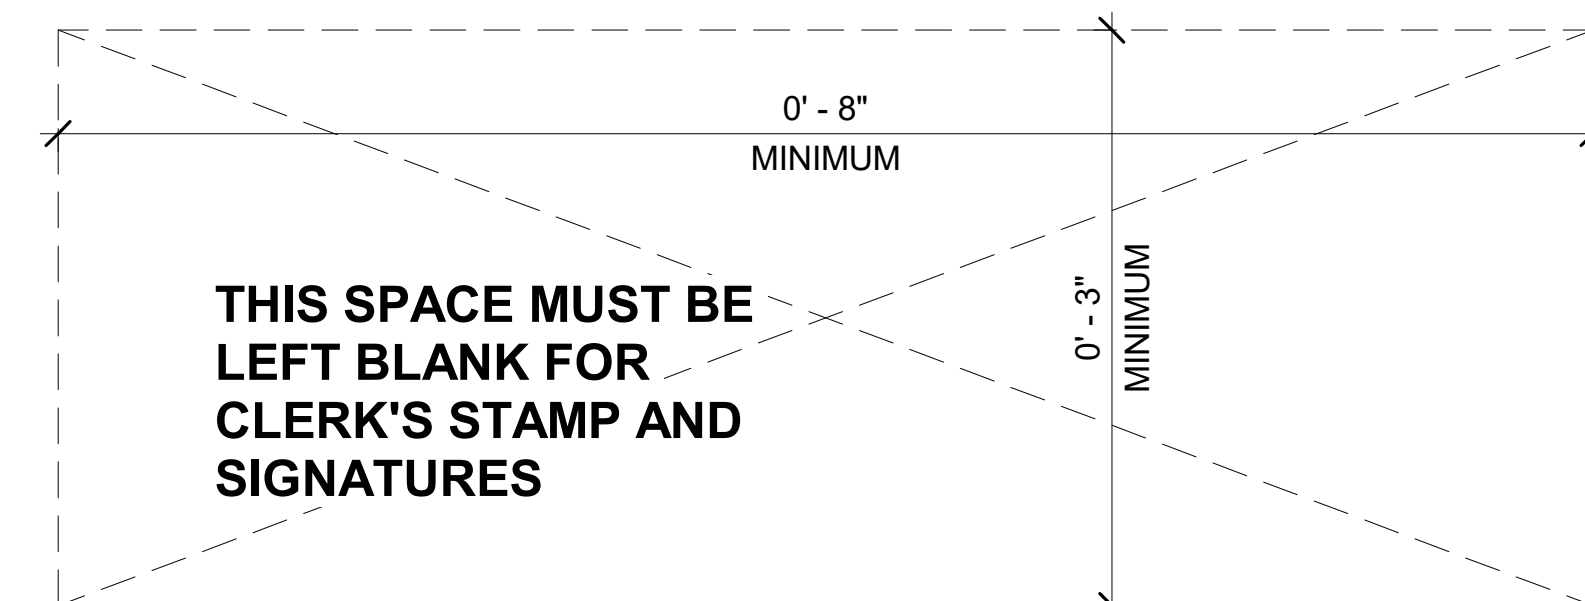 0' - 8"
MINIMUM
THIS SPACE MUST BE
LEFT BLANK FOR
CLERK'S STAMP AND
SIGNATURES
0' - 3"
MINIMUM